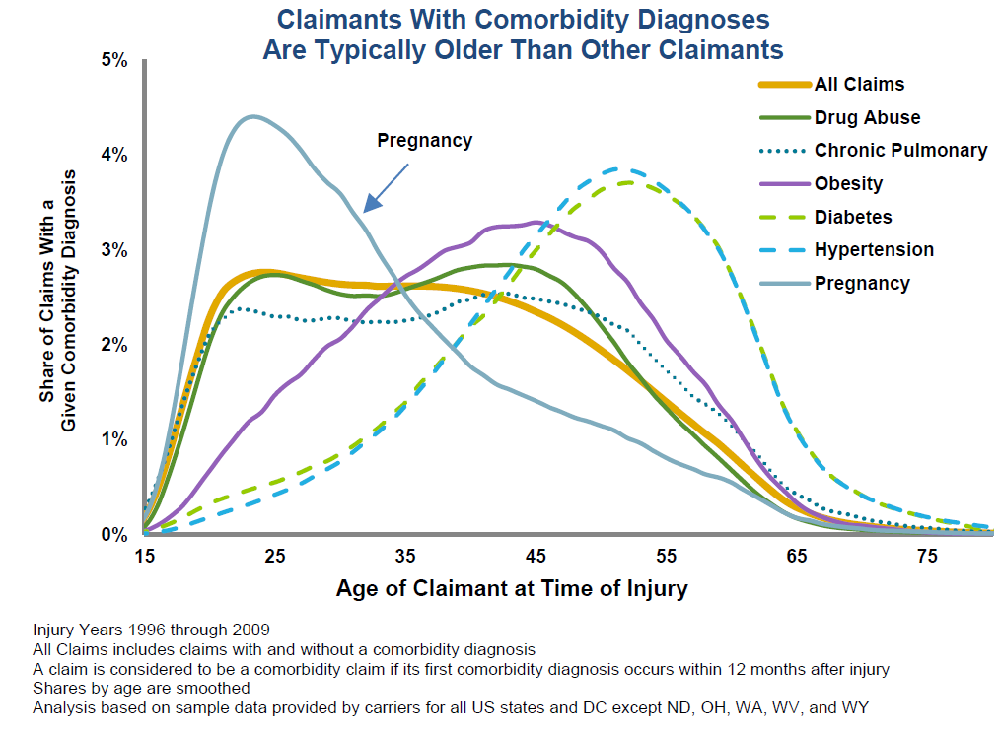 Claimants With Comorbidity Diagnoses
Are Typically Older Than Other Claimants
5%
4%
3%
2%
1%
0%
Share of Claims With a
Given Comorbidity Diagnosis
Pregnancy
All Claims
Drug Abuse
Chronic Pulmonary
Obesity
Diabetes
Hypertension
Pregnancy
15 25 35 45 55 65 75
Age of Claimant at Time of Injury
Injury Years 1996 through 2009
All Claims includes claims with and without a comorbidity diagnosis
A claim is considered to be a comorbidity claim if its first comorbidity diagnosis occurs within 12 months after injury
Shares by age are smoothed
Analysis based on sample data provided by carriers for all US states and DC except ND, OH, WA, WV, and WY